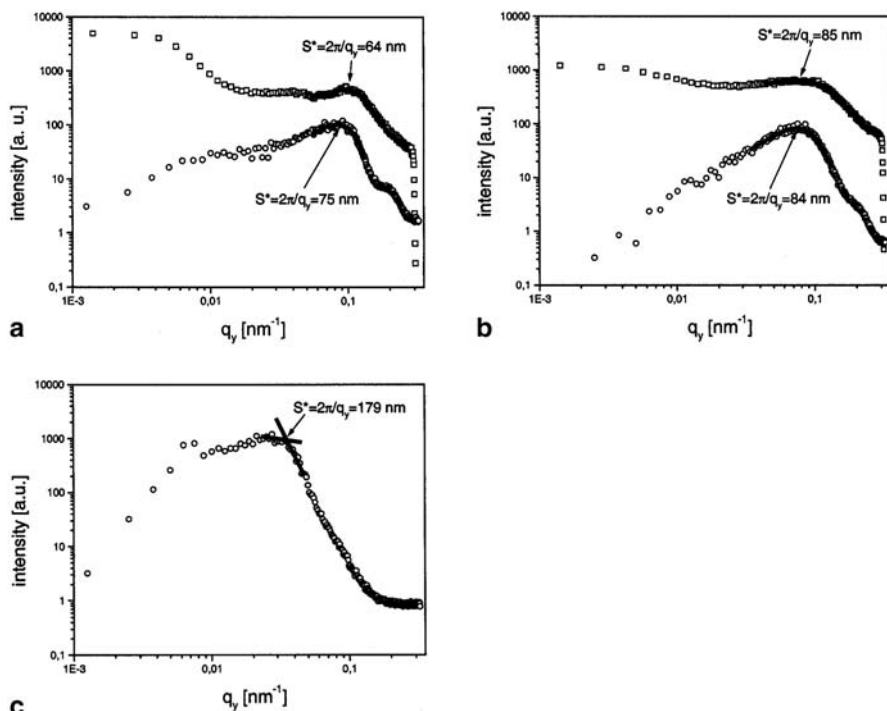 10000
1000
100
10
1
0,1
intensity [a. u.]
S*=2π/q_y=64 nm
S*=2π/q_y=75 nm
1E-3
0,01
0,1
q_y [nm⁻¹]
a
10000
1000
100
10
1
0,1
intensity [a. u.]
S*=2π/q_y=85 nm
S*=2π/q_y=84 nm
1E-3
0,01
0,1
q_y [nm⁻¹]
b
10000
1000
100
10
1
0,1
intensity [a.u.]
S*=2π/q_y=179 nm
1E-3
0,01
0,1
q_y [nm⁻¹]
c